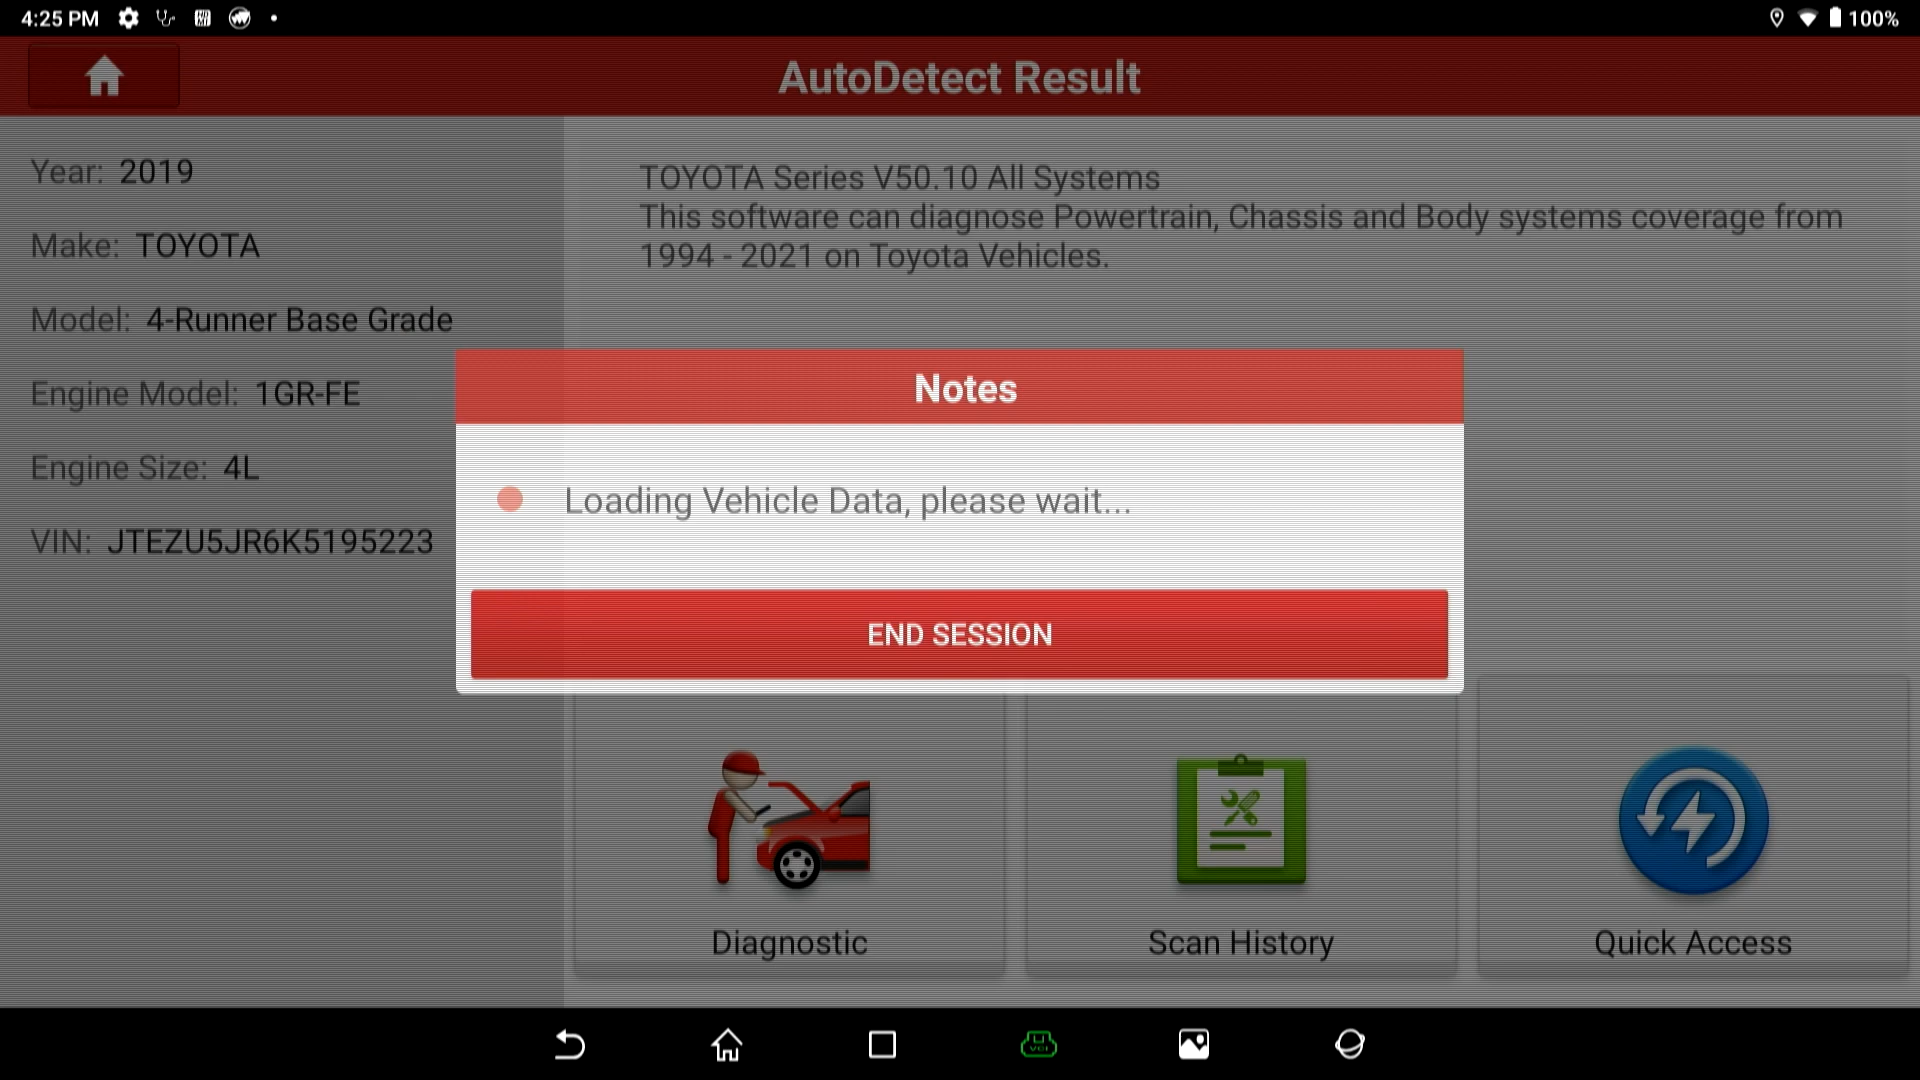 4:25 PM
100%
AutoDetect Result
Year: 2019
Make: TOYOTA
Model: 4-Runner Base Grade
Engine Model: 1GR-FE
Engine Size: 4L
VIN: JTEZU5JR6K5195223
TOYOTA Series V50.10 All Systems
This software can diagnose Powertrain, Chassis and Body systems coverage from
1994 - 2021 on Toyota Vehicles.
Notes
Loading Vehicle Data, please wait...
END SESSION
Diagnostic
Scan History
Quick Access
VCI